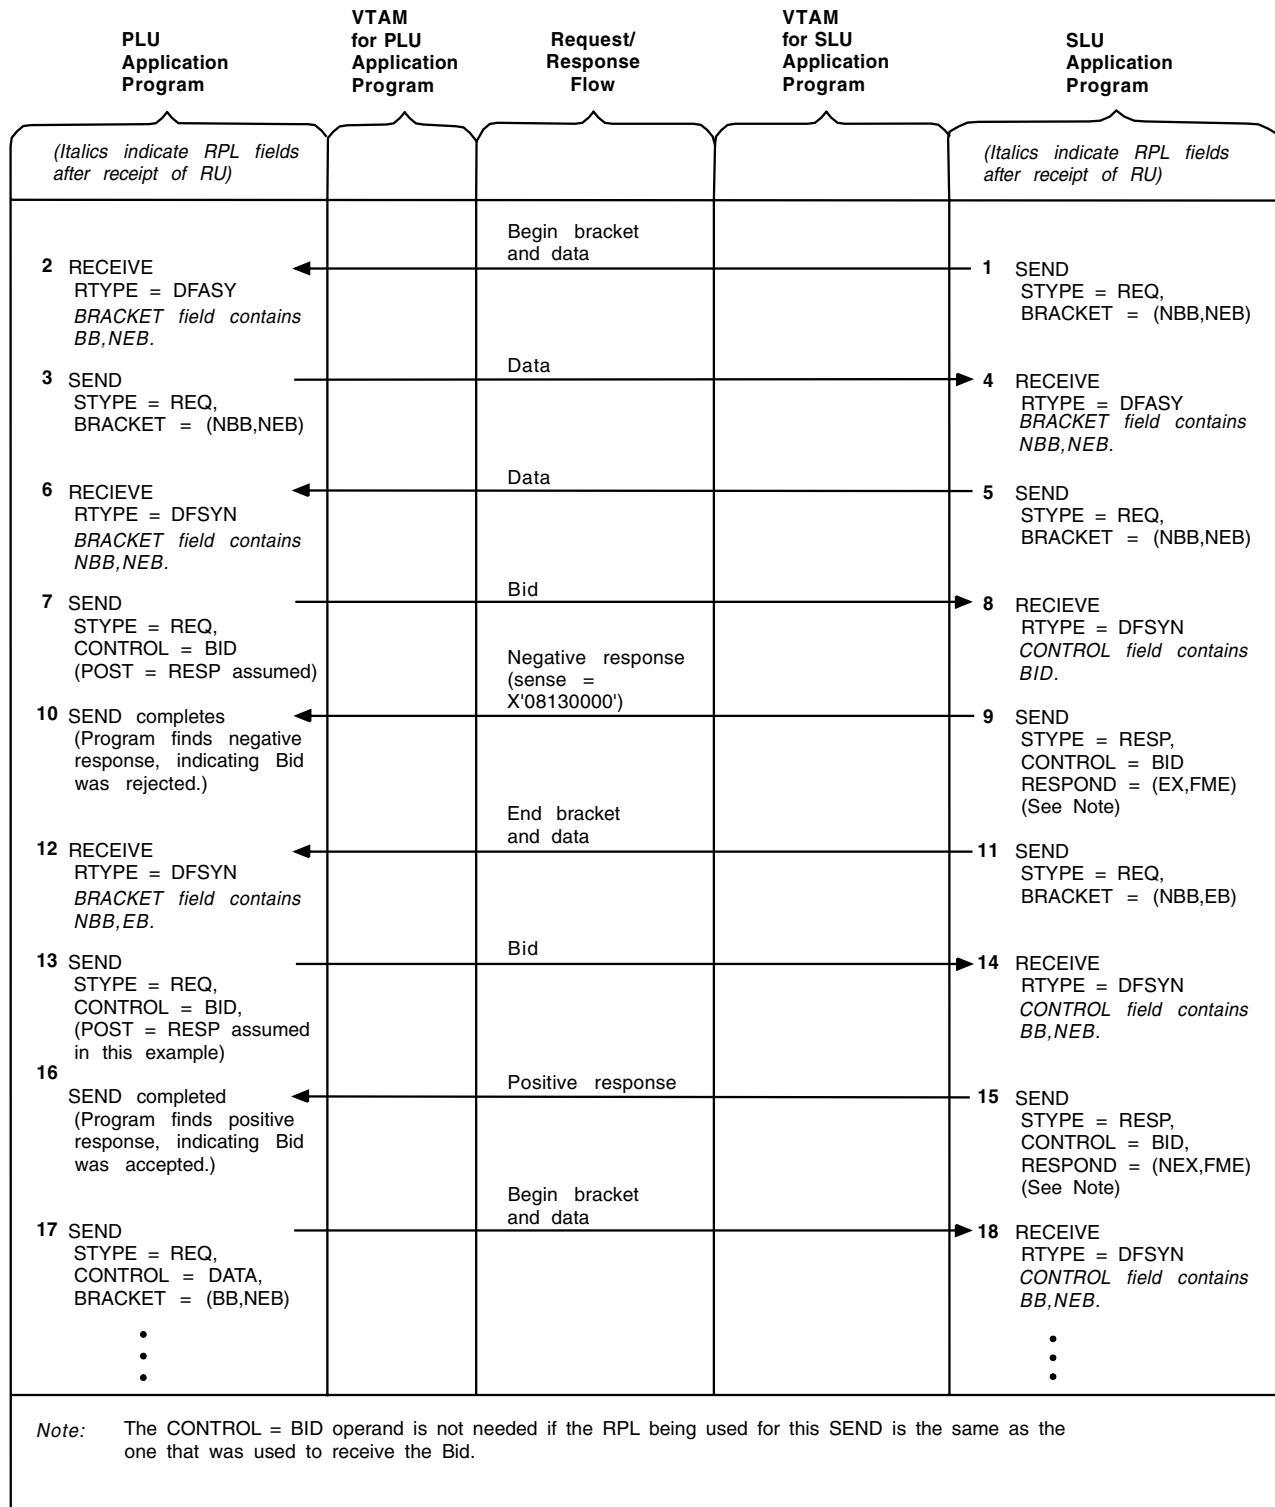 PLU
Application
Program
VTAM
for PLU
Application
Program
Request/
Response
Flow
VTAM
for SLU
Application
Program
SLU
Application
Program
(Italics indicate RPL fields
after receipt of RU)
(Italics indicate RPL fields
after receipt of RU)
Begin bracket
and data
2 RECEIVE
RTYPE = DFASY
BRACKET field contains
BB,NEB.
1 SEND
STYPE = REQ,
BRACKET = (NBB,NEB)
Data
3 SEND
STYPE = REQ,
BRACKET = (NBB,NEB)
4 RECEIVE
RTYPE = DFASY
BRACKET field contains
NBB,NEB.
Data
6 RECIEVE
RTYPE = DFSYN
BRACKET field contains
NBB,NEB.
5 SEND
STYPE = REQ,
BRACKET = (NBB,NEB)
Bid
7 SEND
STYPE = REQ,
CONTROL = BID
(POST = RESP assumed)
8 RECIEVE
RTYPE = DFSYN
CONTROL field contains
BID.
Negative response
(sense =
X'08130000')
10 SEND completes
(Program finds negative
response, indicating Bid
was rejected.)
9 SEND
STYPE = RESP,
CONTROL = BID
RESPOND = (EX,FME)
(See Note)
End bracket
and data
12 RECEIVE
RTYPE = DFSYN
BRACKET field contains
NBB,EB.
11 SEND
STYPE = REQ,
BRACKET = (NBB,EB)
Bid
13 SEND
STYPE = REQ,
CONTROL = BID,
(POST = RESP assumed
in this example)
14 RECEIVE
RTYPE = DFSYN
CONTROL field contains
BB,NEB.
16
SEND completed
(Program finds positive
response, indicating Bid
was accepted.)
Positive response
15 SEND
STYPE = RESP,
CONTROL = BID,
RESPOND = (NEX,FME)
(See Note)
Begin bracket
and data
17 SEND
STYPE = REQ,
CONTROL = DATA,
BRACKET = (BB,NEB)
18 RECEIVE
RTYPE = DFSYN
CONTROL field contains
BB,NEB.
Note: The CONTROL = BID operand is not needed if the RPL being used for this SEND is the same as the
one that was used to receive the Bid.